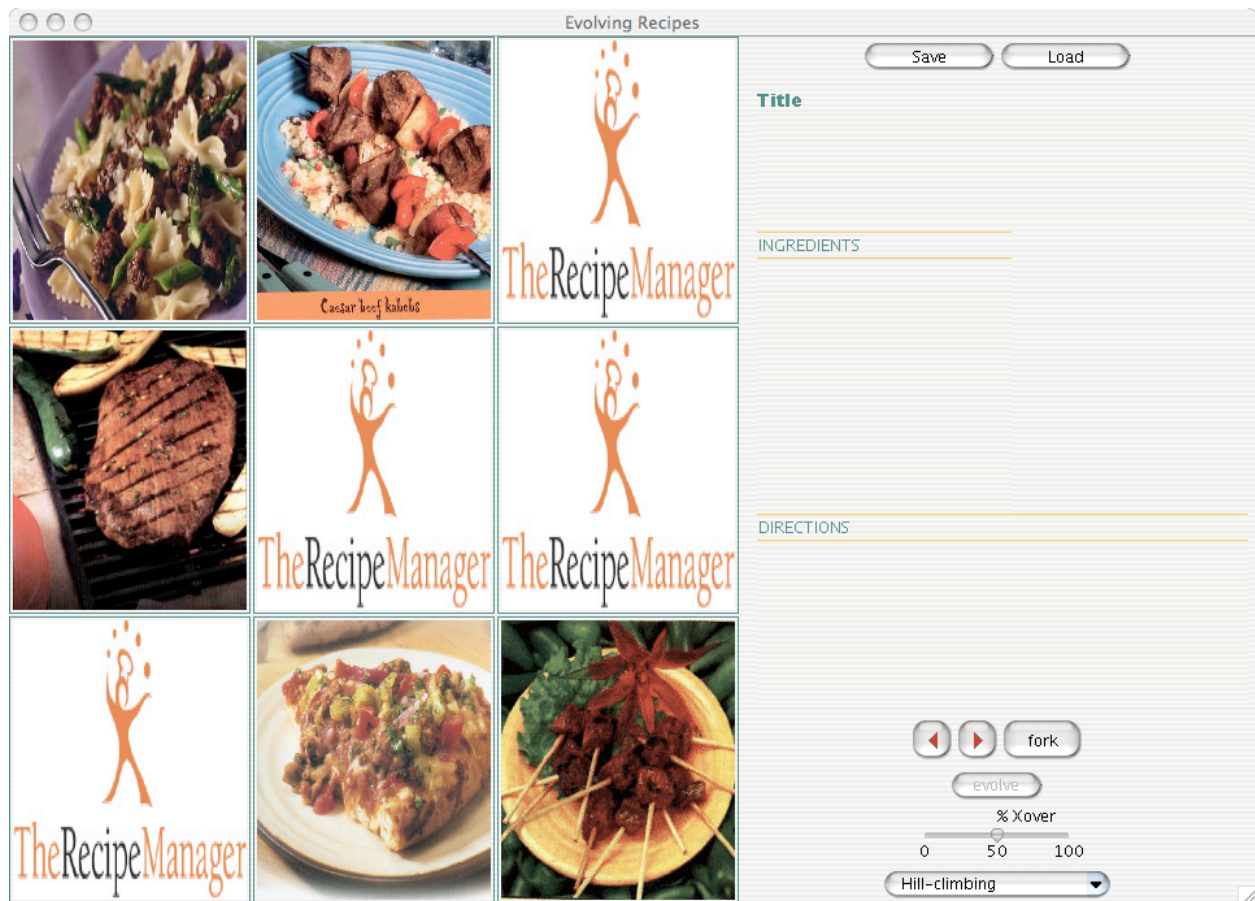 Evolving Recipes
Caesar beef kabobs
TheRecipeManager
TheRecipeManager
TheRecipeManager
TheRecipeManager
Save
Load
Title
INGREDIENTS
DIRECTIONS
fork
evolve
% Xover
0 50 100
Hill-climbing